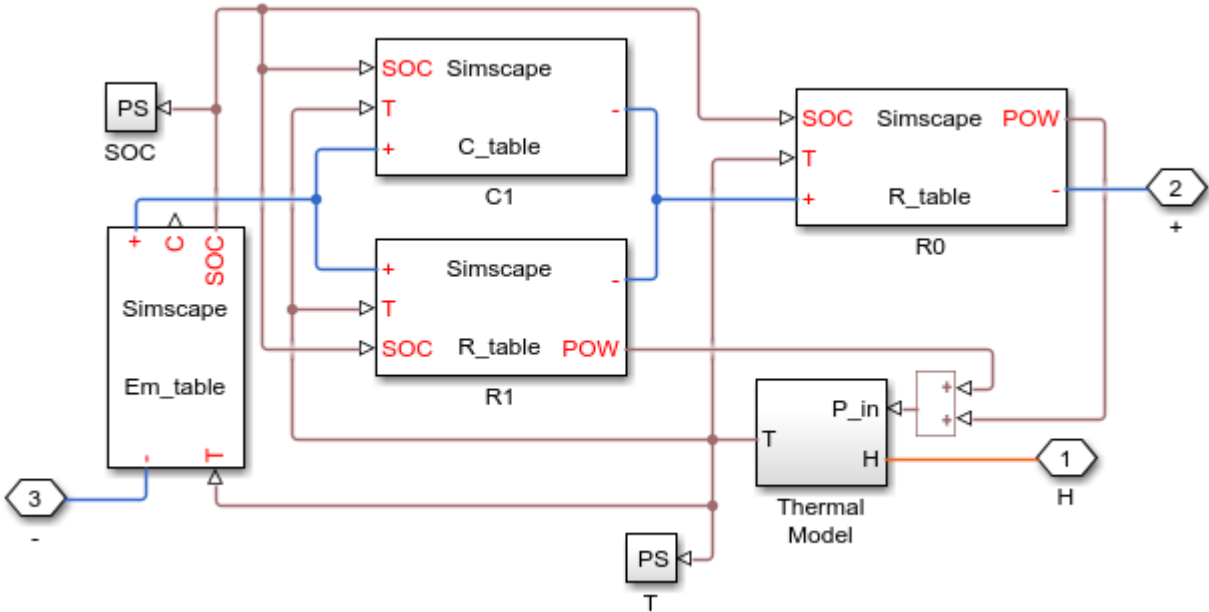 SOC Simscape
T
C_table
+
-
C1
PS
SOC
SOC Simscape POW
T
R_table
+
-
R0
2
+
+ C SOC
Simscape
Em_table
- T
+ Simscape
-
T
SOC R_table POW
R1
P_in
T
H
Thermal
Model
+
+
1
H
3
-
PS
T